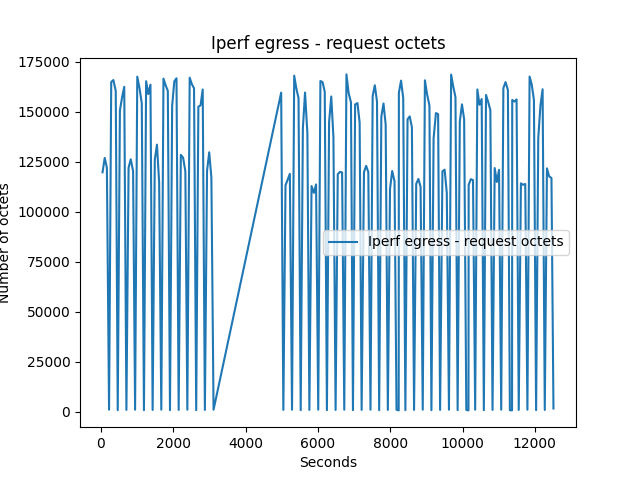 Iperf egress - request octets
175000
150000
125000
100000
75000
50000
25000
0
Number of octets
Iperf egress - request octets
0 2000 4000 6000 8000 10000 12000
Seconds